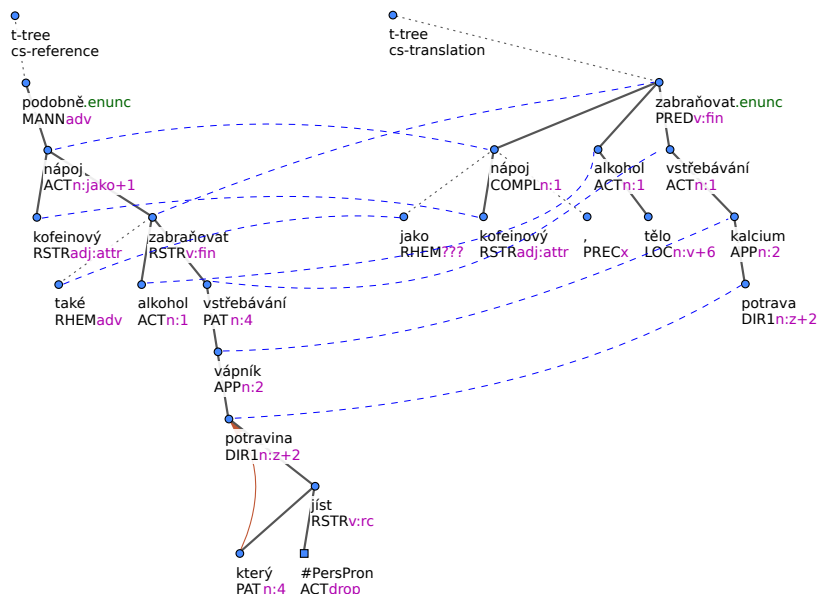 t-tree
cs-reference
t-tree
cs-translation
podobně.enunc
MANNadv
zabraňovat.enunc
PREDv:fin
nápoj
ACTn:jako+1
nápoj
COMPLn:1
alkohol
ACTn:1
vstřebávání
ACTn:1
kofeinový
RSTRadj:attr
zabraňovat
RSTRv:fin
jako
RHEM???
kofeinový
RSTRadj:attr
,
PRECx
tělo
LOCn:v+6
kalcium
APPn:2
také
RHEMadv
alkohol
ACTn:1
vstřebávání
PATn:4
potrava
DIR1n:z+2
vápník
APPn:2
potravina
DIR1n:z+2
jíst
RSTRv:rc
který
PATn:4
#PersPron
ACTdrop